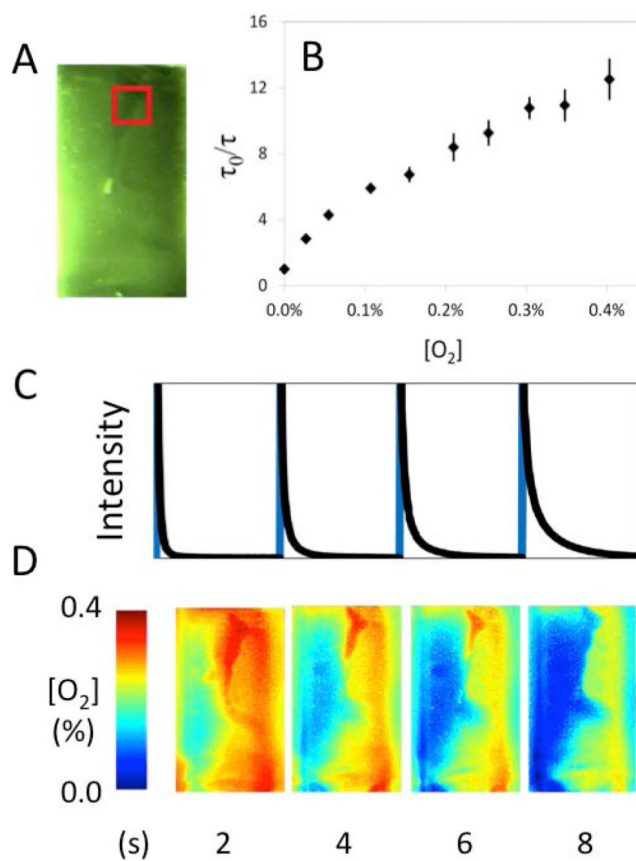 A
B
τ₀/τ
16
12
8
4
0
0.0% 0.1% 0.2% 0.3% 0.4%
[O₂]
C
Intensity
D
0.4
[O₂]
(%)
0.0
(s) 2 4 6 8